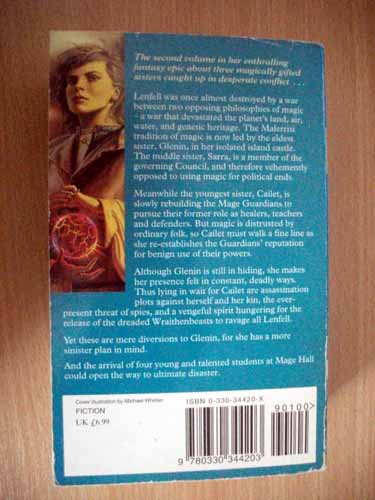 The second volume in her enthralling
fantasy epic about three magically gifted
sisters caught up in desperate conflict . . .
Lenfell was once almost destroyed by a war
between two opposing philosophies of magic
– a war that devastated the planet's land, air,
water, and genetic heritage. The Malerrisi
tradition of magic is now led by the eldest
sister, Glenin, in her isolated island castle.
The middle sister, Sarra, is a member of the
governing Council, and therefore vehemently
opposed to using magic for political ends.
Meanwhile the youngest sister, Cailet, is
slowly rebuilding the Mage Guardians to
pursue their former role as healers, teachers
and defenders. But magic is distrusted by
ordinary folk, so Cailet must walk a fine line as
she re-establishes the Guardians' reputation
for benign use of their powers.
Although Glenin is still in hiding, she makes
her presence felt in constant, deadly ways.
Thus lying in wait for Cailet are assassination
plots against herself and her kin, the ever-
present threat of spies, and a vengeful spirit hungering for the
release of the dreaded Wraithenbeasts to ravage all Lenfell.
Yet these are mere diversions to Glenin, for she has a more
sinister plan in mind.
And the arrival of four young and talented students at Mage Hall
could open the way to ultimate disaster.
Cover illustration by Michael Whelan
FICTION
UK £6.99
ISBN 0-330-34420-X
90100>
9 780330 344203